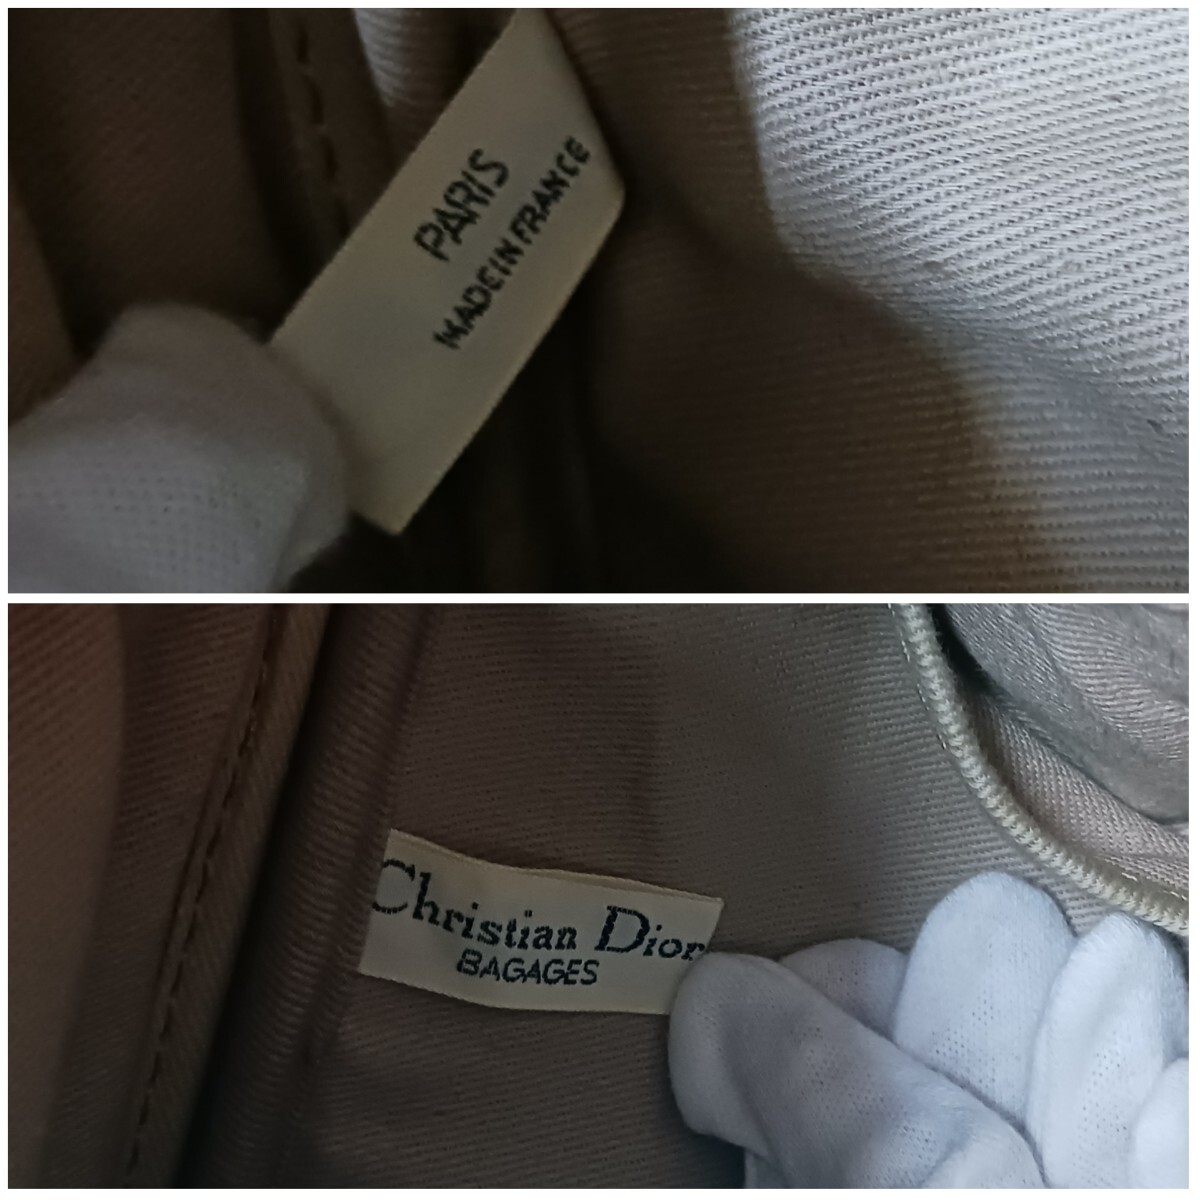 PARIS
MADE IN FRANCE
Christian Dior
BAGAGES